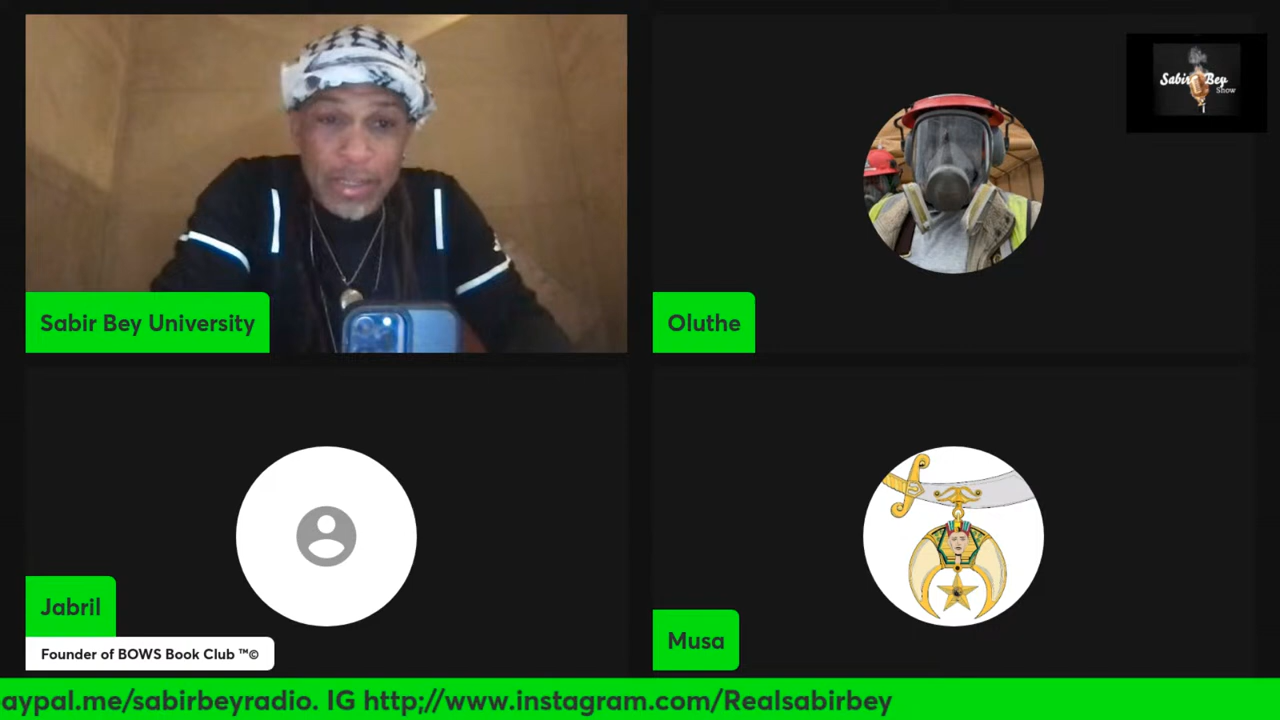 Sabir Bey
Show
Sabir Bey University
Oluthe
Jabril
Founder of BOWS Book Club ™©
Musa
aypal.me/sabirbeyradio. IG http;//www.instagram.com/Realsabirbey